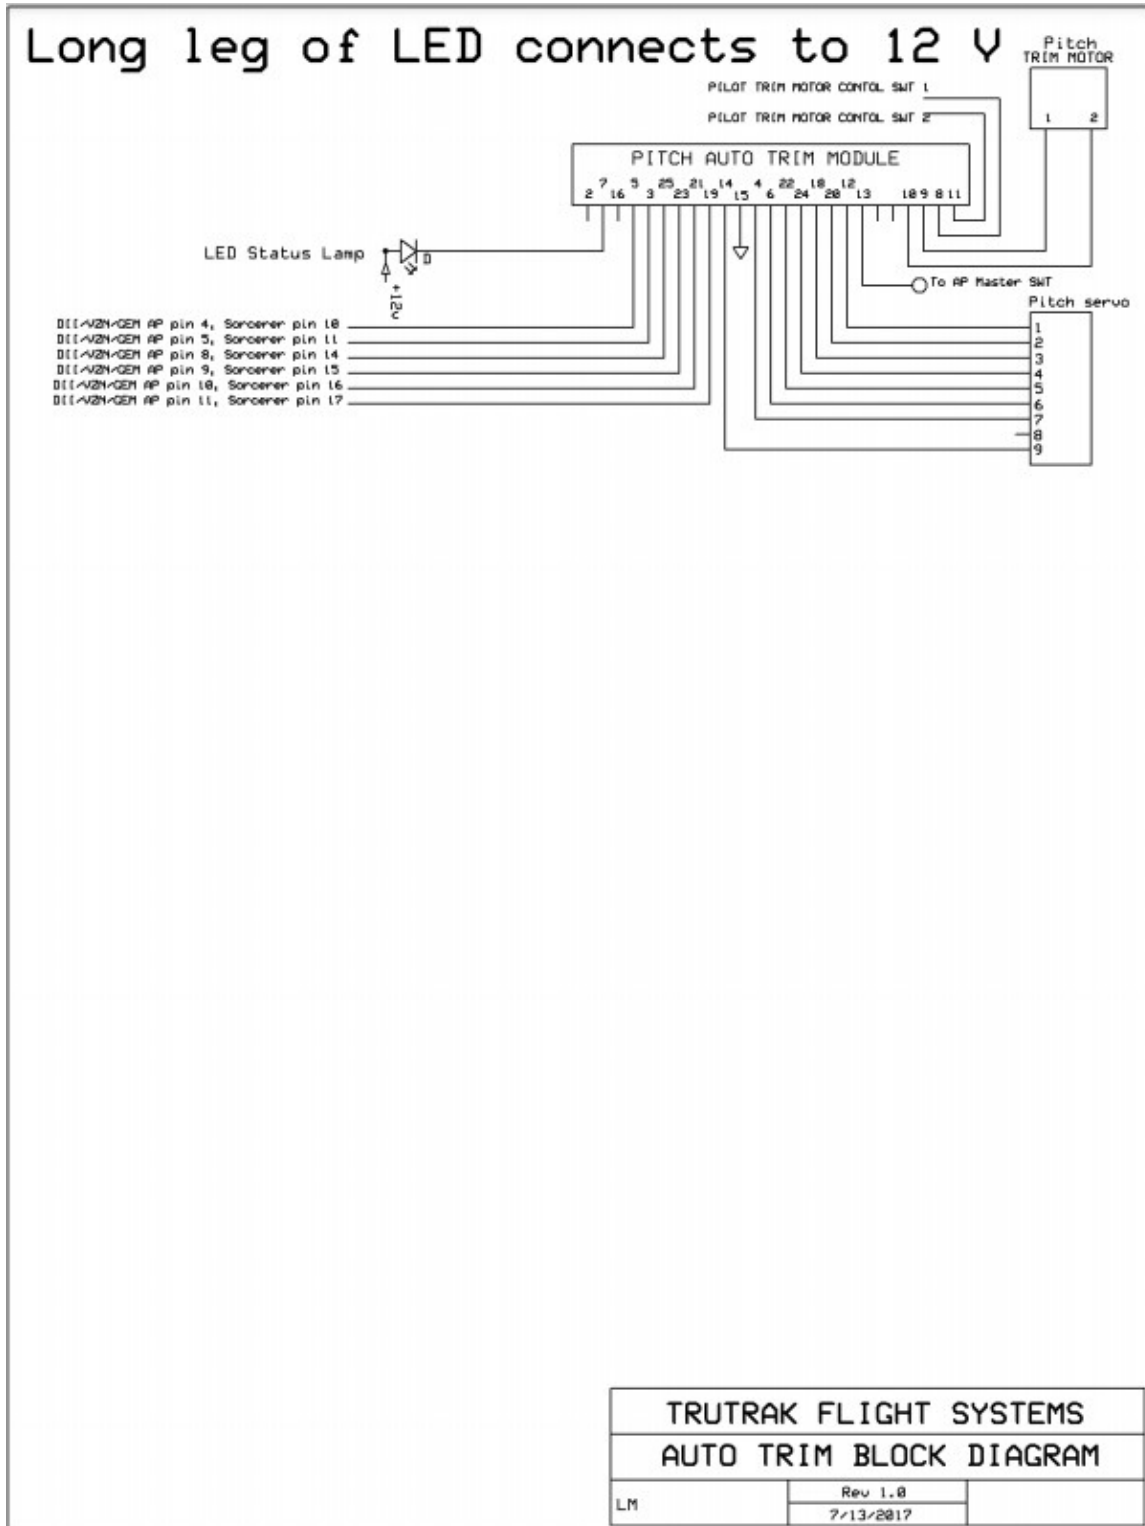 Long leg of LED connects to 12 V
Pitch
TRIM MOTOR
1 2
PILOT TRIM MOTOR CONTOL SWT 1
PILOT TRIM MOTOR CONTOL SWT 2
PITCH AUTO TRIM MODULE
7 5 25 21 14 4 22 18 12
2 16 3 23 19 15 6 24 20 13 10 9 8 11
LED Status Lamp
D
+12v
To AP Master SWT
Pitch servo
DII/VZN/GEM AP pin 4, Sorcerer pin 10
DII/VZN/GEM AP pin 5, Sorcerer pin 11
DII/VZN/GEM AP pin 8, Sorcerer pin 14
DII/VZN/GEM AP pin 9, Sorcerer pin 15
DII/VZN/GEM AP pin 10, Sorcerer pin 16
DII/VZN/GEM AP pin 11, Sorcerer pin 17
1
2
3
4
5
6
7
8
9
TRUTRAK FLIGHT SYSTEMS
AUTO TRIM BLOCK DIAGRAM
LM
Rev 1.0
7/13/2017